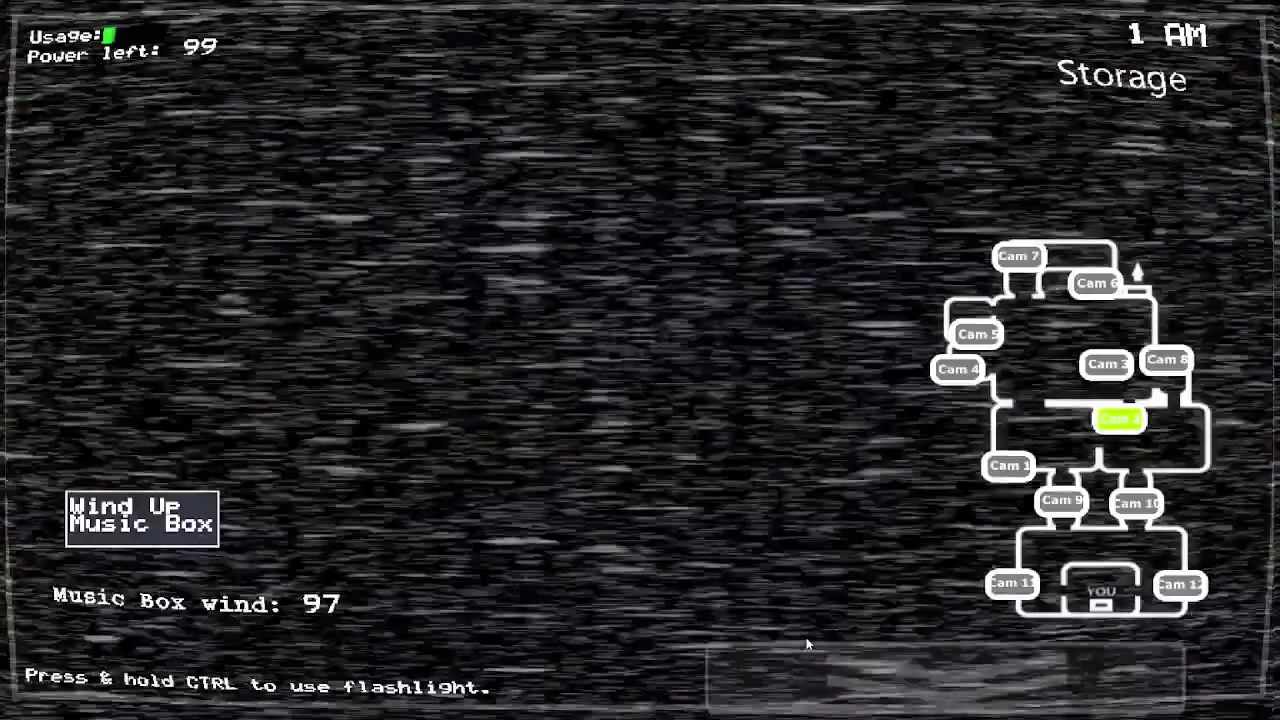 Usage:
Power left: 99
1 AM
Storage
Cam 7
Cam 6
Cam 5
Cam 4
Cam 3
Cam 8
Cam
Cam 1
Cam 9
Cam 10
Cam 11
Cam 12
YOU
Wind Up
Music Box
Music Box wind: 97
Press & hold CTRL to use flashlight.